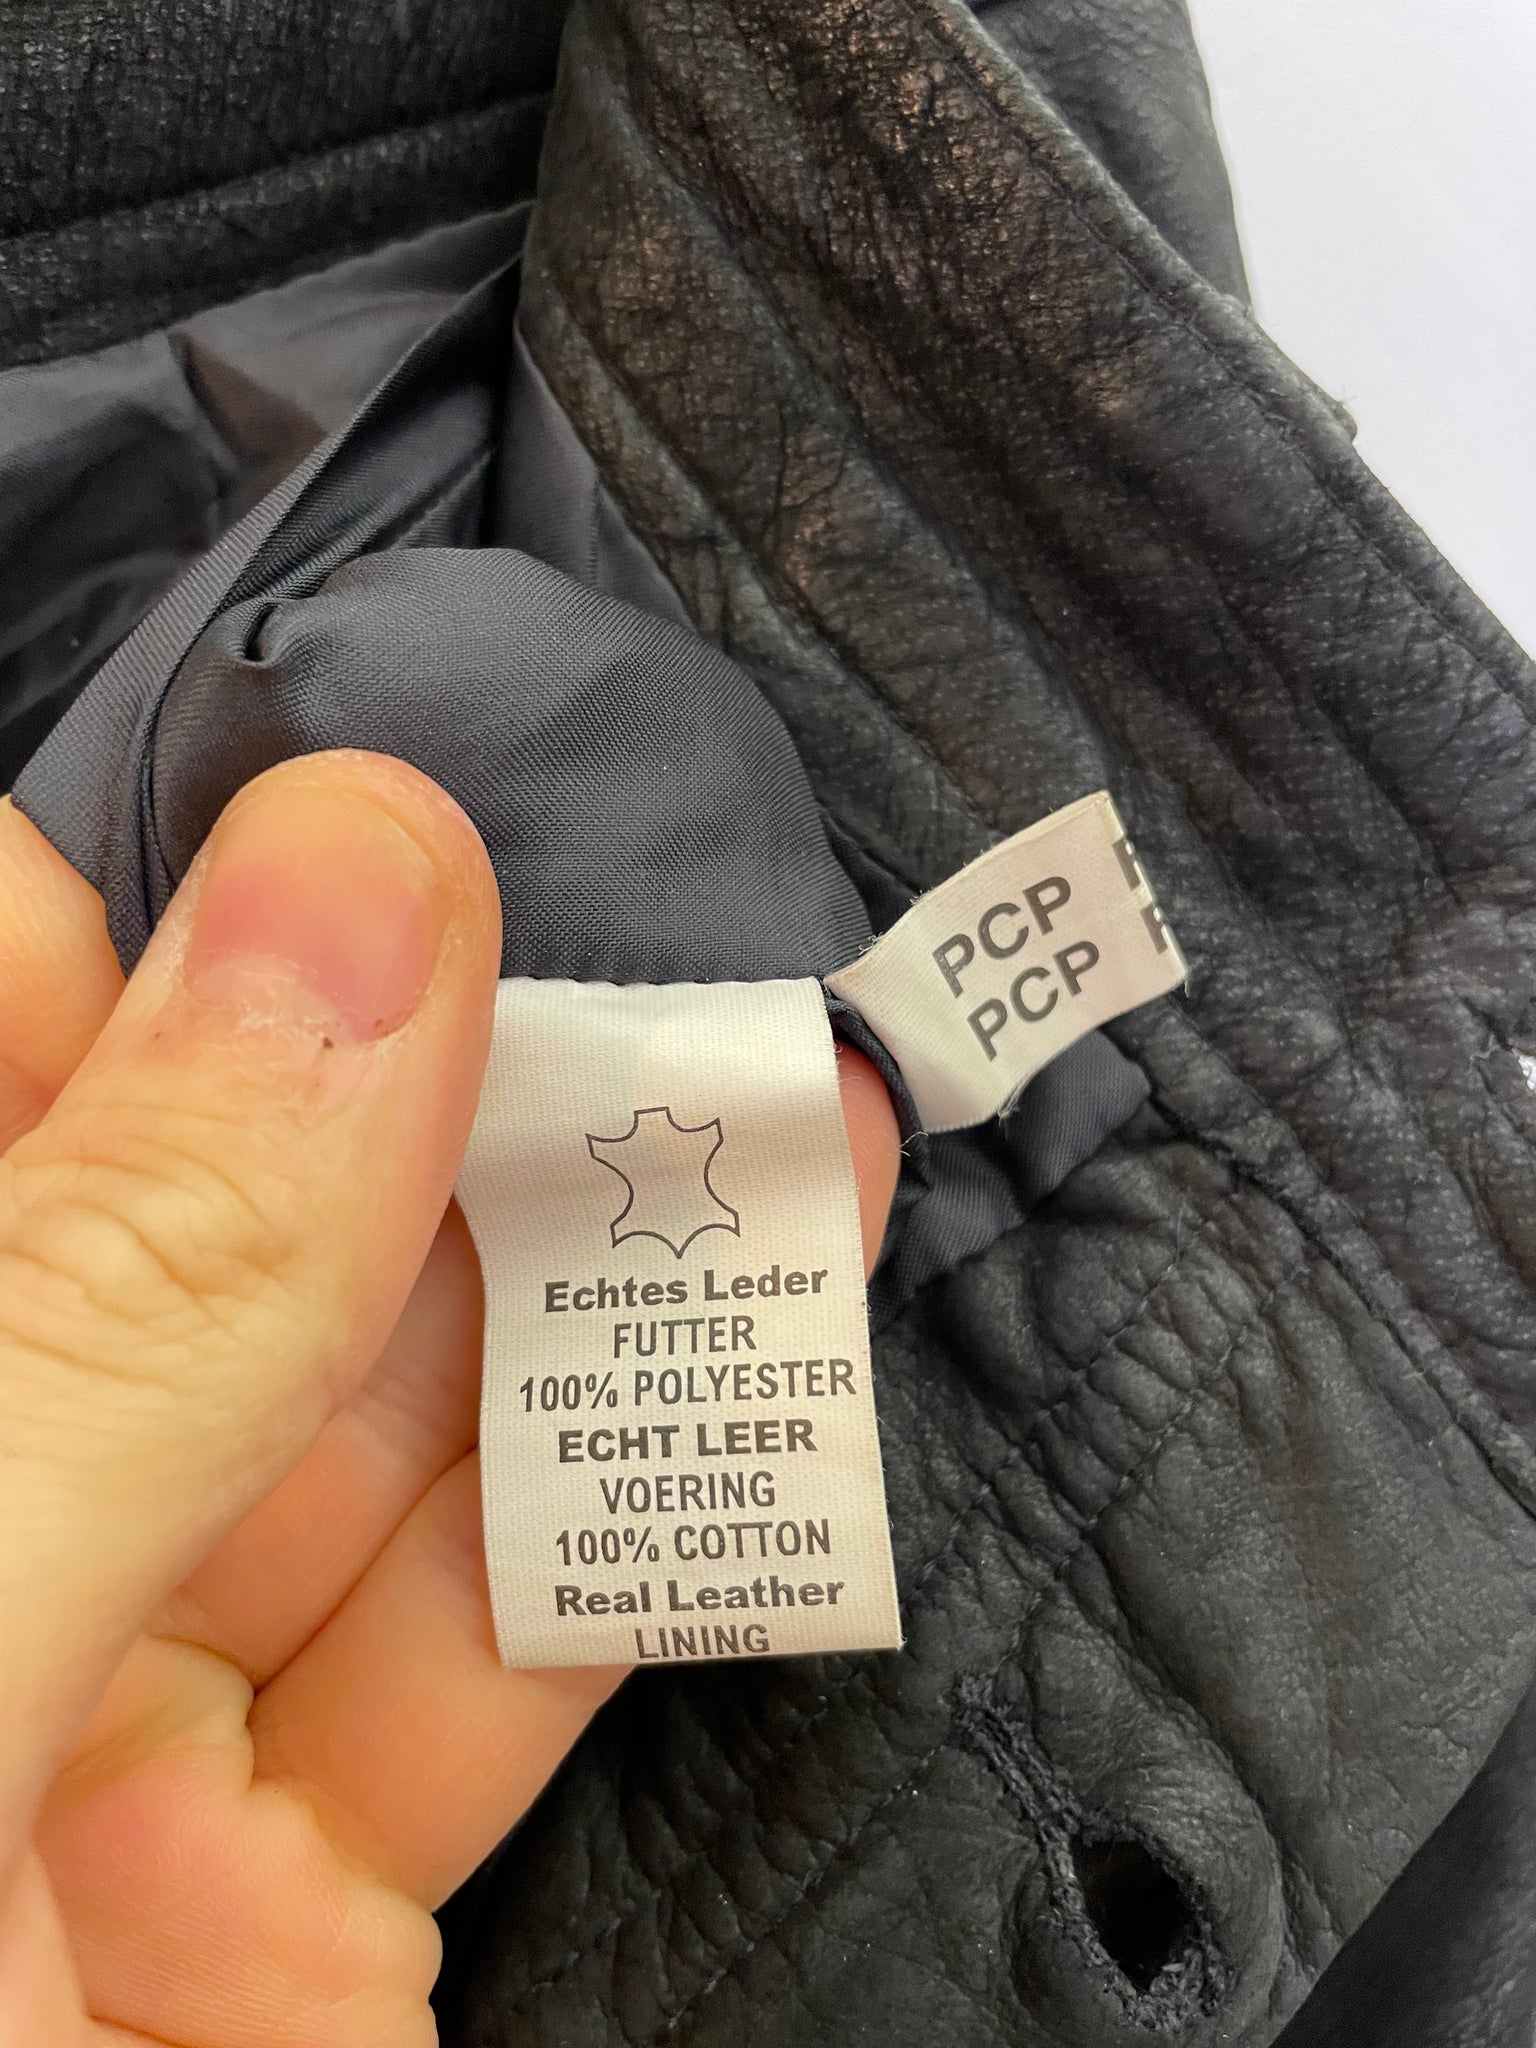 PCP
PCP
Echtes Leder
FUTTER
100% POLYESTER
ECHT LEER
VOERING
100% COTTON
Real Leather
LINING